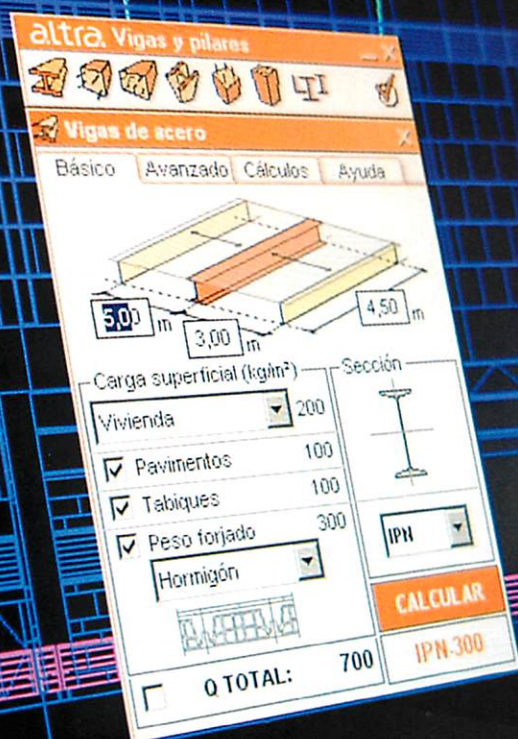 altra. Vigas y pilares
Vigas de acero
Básico Avanzado Cálculos Ayuda
5,00 m
3,00 m
4,50 m
Carga superficial (kg/m²)
Vivienda 200
Pavimentos 100
Tabiques 100
Peso forjado 300
Hormigón
Q TOTAL: 700
Sección
IPN
CALCULAR
IPN-300